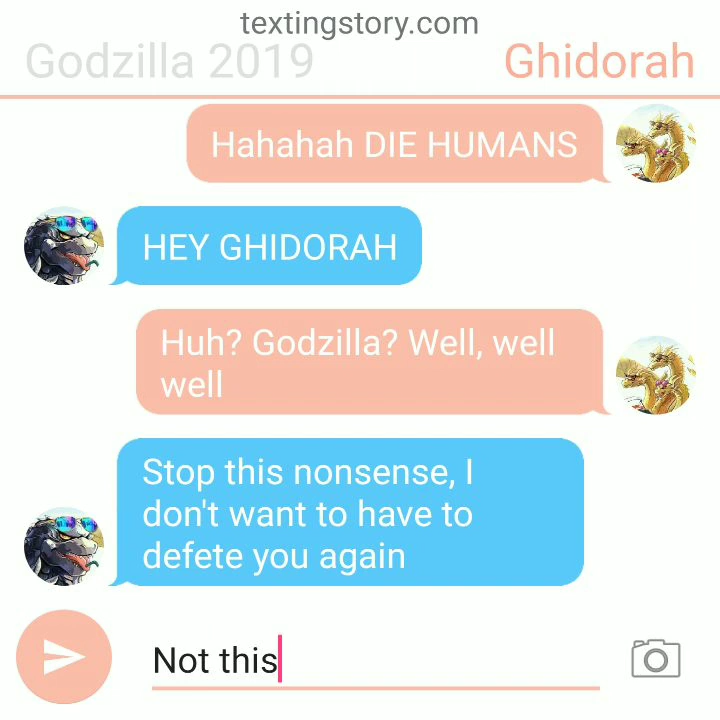 textingstory.com
Godzilla 2019 Ghidorah
Hahahah DIE HUMANS
HEY GHIDORAH
Huh? Godzilla? Well, well
well
Stop this nonsense, I
don't want to have to
defete you again
Not this